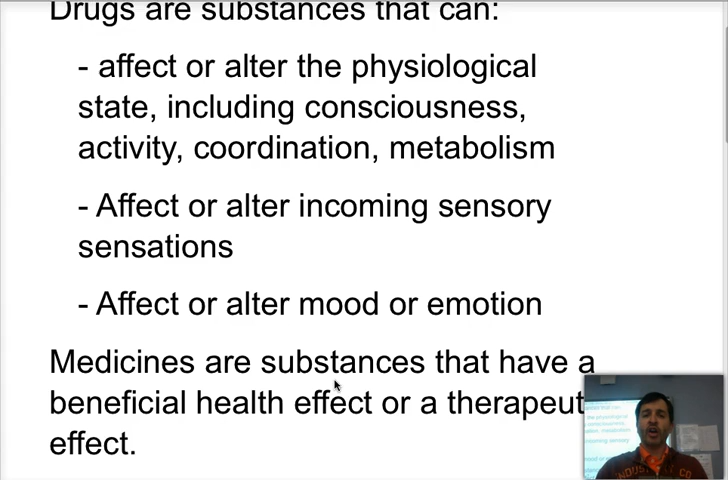 Drugs are substances that can:
- affect or alter the physiological
state, including consciousness,
activity, coordination, metabolism
- Affect or alter incoming sensory
sensations
- Affect or alter mood or emotion
Medicines are substances that have a
beneficial health effect or a therapeut
effect.